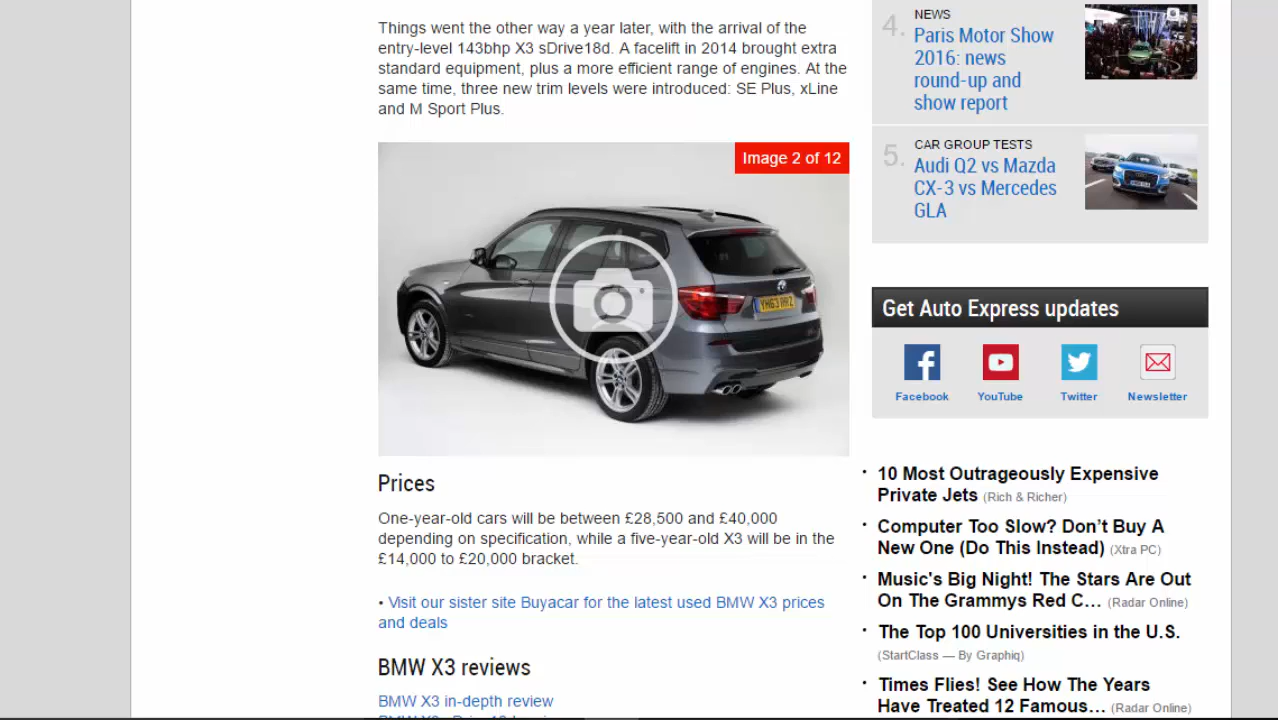 Things went the other way a year later, with the arrival of the
entry-level 143bhp X3 sDrive18d. A facelift in 2014 brought extra
standard equipment, plus a more efficient range of engines. At the
same time, three new trim levels were introduced: SE Plus, xLine
and M Sport Plus.
Image 2 of 12
Prices
One-year-old cars will be between £28,500 and £40,000
depending on specification, while a five-year-old X3 will be in the
£14,000 to £20,000 bracket.
• Visit our sister site Buyacar for the latest used BMW X3 prices
and deals
BMW X3 reviews
BMW X3 in-depth review
4.
NEWS
Paris Motor Show
2016: news
round-up and
show report
5.
CAR GROUP TESTS
Audi Q2 vs Mazda
CX-3 vs Mercedes
GLA
Get Auto Express updates
Facebook YouTube Twitter Newsletter
• 10 Most Outrageously Expensive
Private Jets (Rich & Richer)
• Computer Too Slow? Don’t Buy A
New One (Do This Instead) (Xtra PC)
• Music's Big Night! The Stars Are Out
On The Grammys Red C… (Radar Online)
• The Top 100 Universities in the U.S.
(StartClass — By Graphiq)
• Times Flies! See How The Years
Have Treated 12 Famous… (Radar Online)